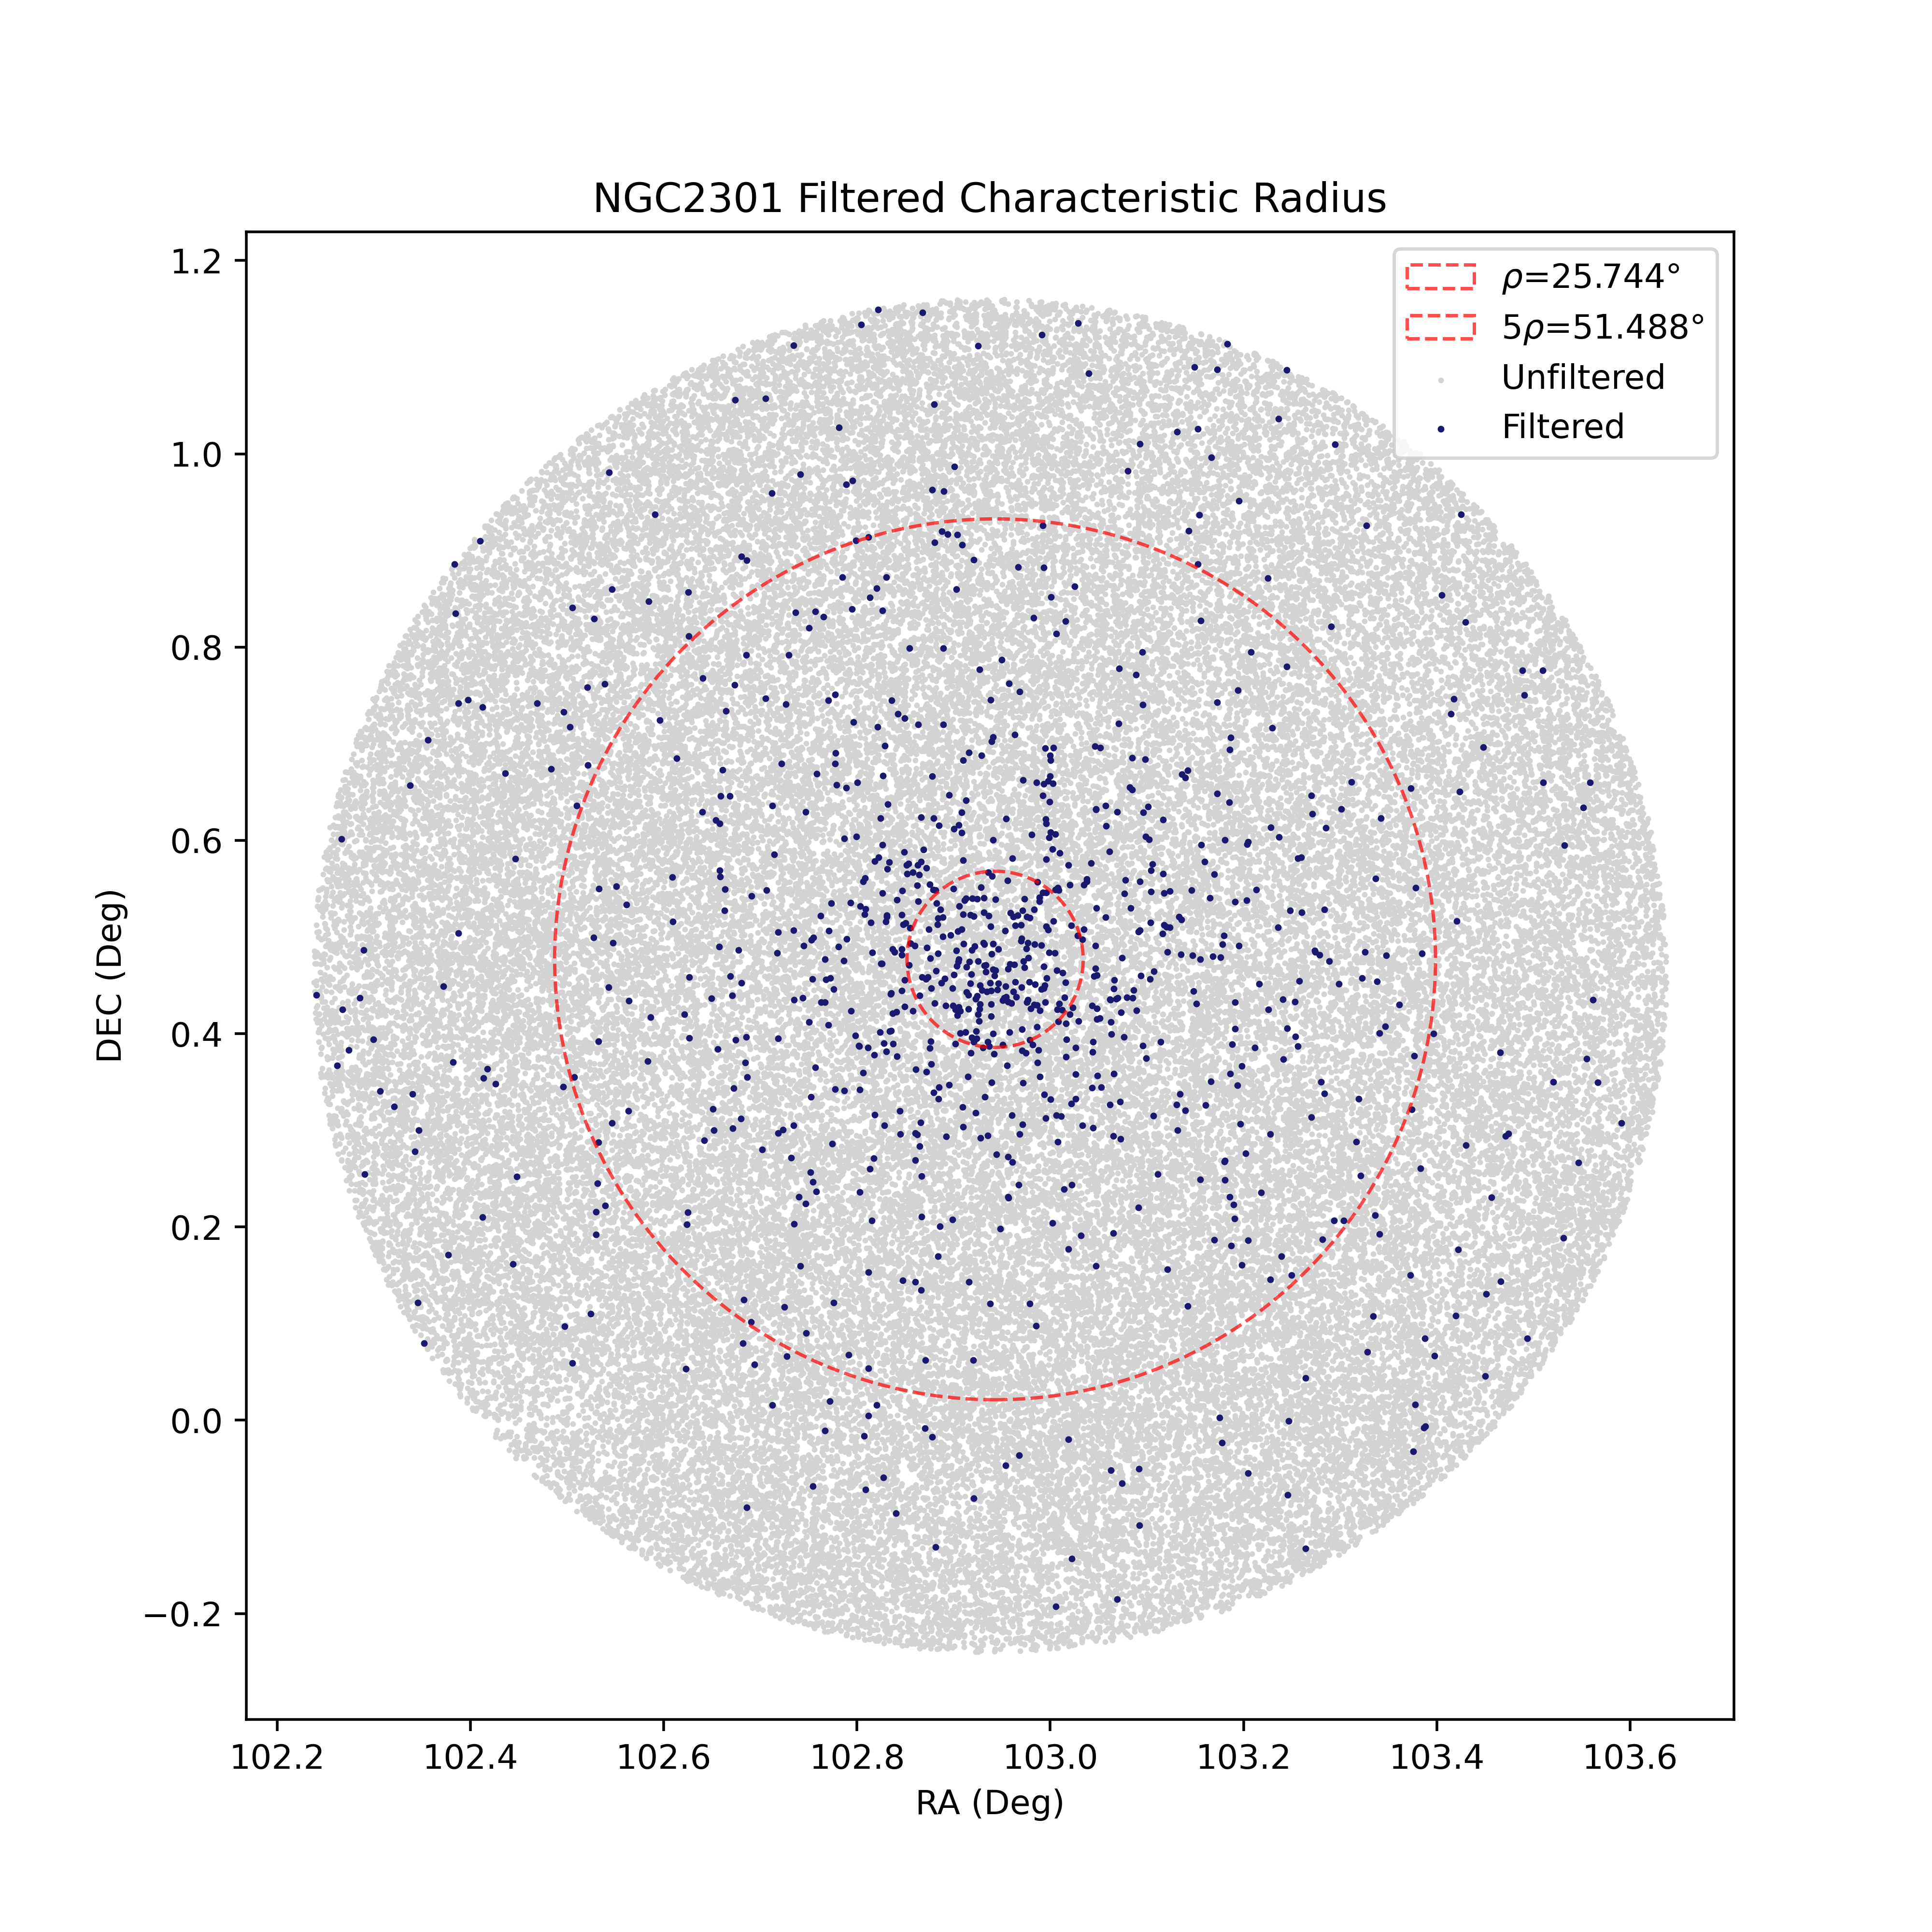 NGC2301 Filtered Characteristic Radius
ρ=25.744°
5ρ=51.488°
Unfiltered
Filtered
1.2
1.0
0.8
0.6
0.4
0.2
0.0
−0.2
DEC (Deg)
102.2 102.4 102.6 102.8 103.0 103.2 103.4 103.6
RA (Deg)